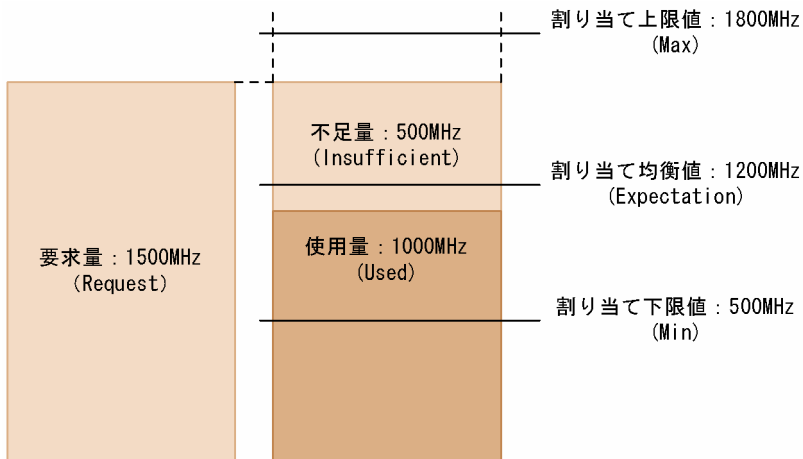 割り当て上限値：1800MHz
(Max)
不足量：500MHz
(Insufficient)
割り当て均衡値：1200MHz
(Expectation)
要求量：1500MHz
(Request)
使用量：1000MHz
(Used)
割り当て下限値：500MHz
(Min)